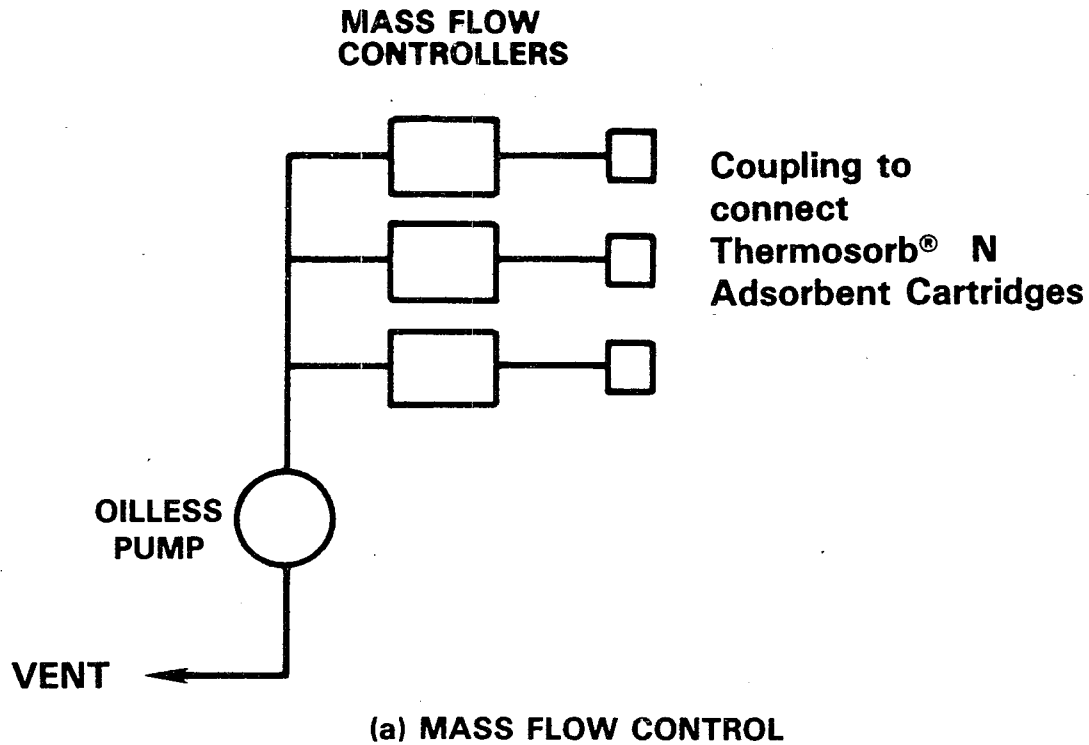 MASS FLOW
CONTROLLERS
Coupling to
connect
Thermosorb® N
Adsorbent Cartridges
OILLESS
PUMP
VENT
(a) MASS FLOW CONTROL